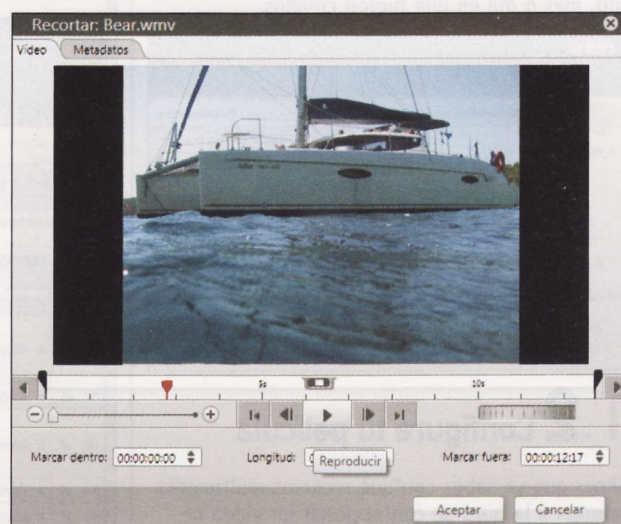 Recortar: Bear.wmv
Vídeo Metadatos
5s 10s
Marcar dentro: 00:00:00:00 Longitud: Reproducir Marcar fuera: 00:00:12:17
Aceptar Cancelar